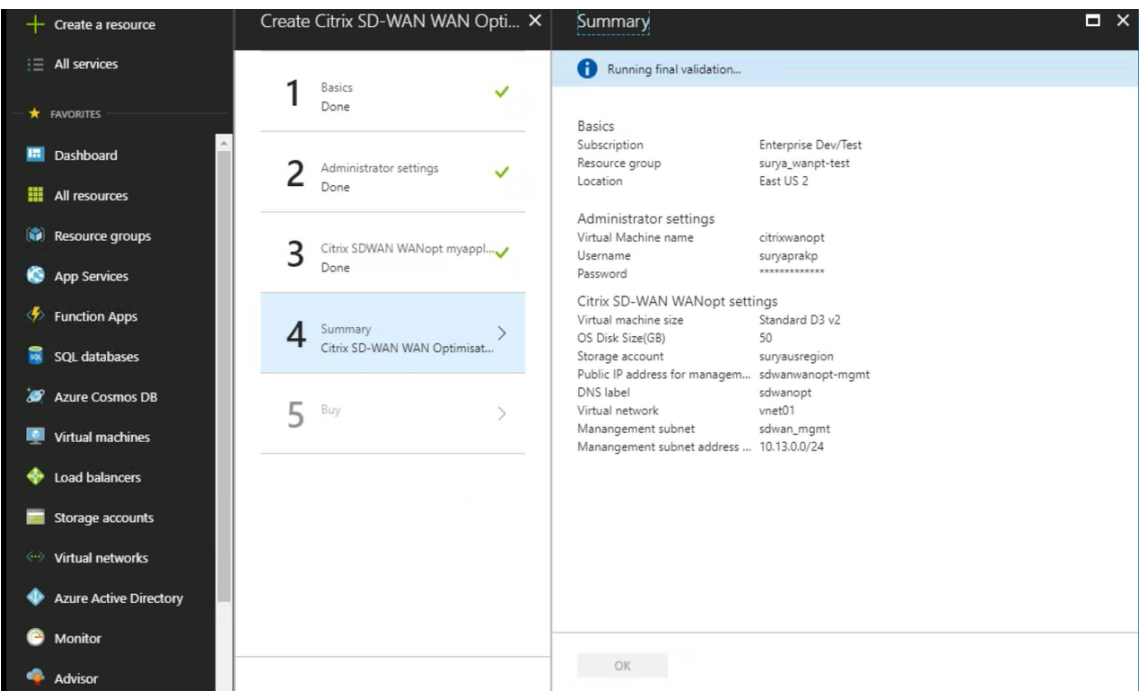 Create a resource
All services
FAVORITES
Dashboard
All resources
Resource groups
App Services
Function Apps
SQL databases
Azure Cosmos DB
Virtual machines
Load balancers
Storage accounts
Virtual networks
Azure Active Directory
Monitor
Advisor
Create Citrix SD-WAN WAN Opti...
1 Basics
Done
2 Administrator settings
Done
3 Citrix SDWAN WANopt myappl...
Done
4 Summary
Citrix SD-WAN WAN Optimisat...
5 Buy
Summary
Running final validation...
Basics
Subscription Enterprise Dev/Test
Resource group surya_wanpt-test
Location East US 2
Administrator settings
Virtual Machine name citrixwanopt
Username suryaprakp
Password *************
Citrix SD-WAN WANopt settings
Virtual machine size Standard D3 v2
OS Disk Size(GB) 50
Storage account suryausregion
Public IP address for managem... sdwanwanopt-mgmt
DNS label sdwanopt
Virtual network vnet01
Manangement subnet sdwan_mgmt
Manangement subnet address ... 10.13.0.0/24
OK